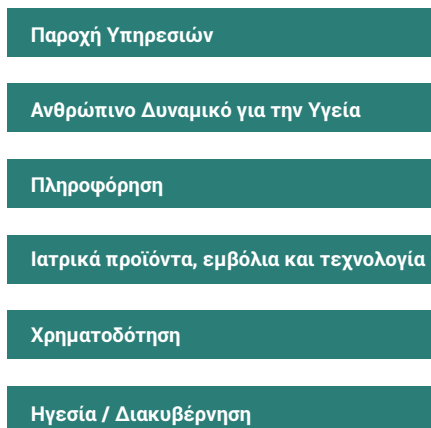 Παροχή Υπηρεσιών
Ανθρώπινο Δυναμικό για την Υγεία
Πληροφόρηση
Ιατρικά προϊόντα, εμβόλια και τεχνολογία
Χρηματοδότηση
Ηγεσία / Διακυβέρνηση